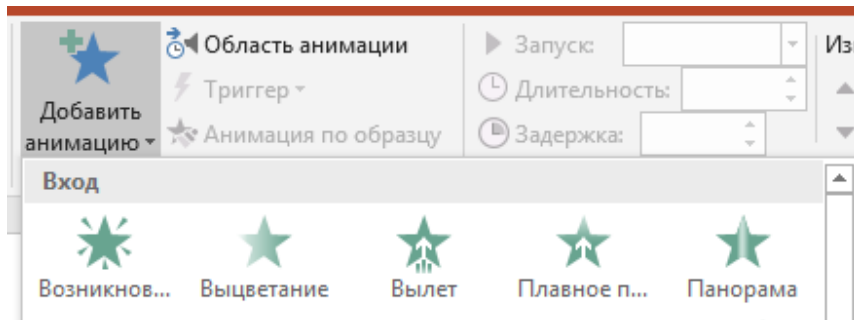 Добавить
анимацию
Область анимации
Триггер
Анимация по образцу
Запуск:
Длительность:
Задержка:
Из
Вход
Возникнов...
Выцветание
Вылет
Плавное п...
Панорама